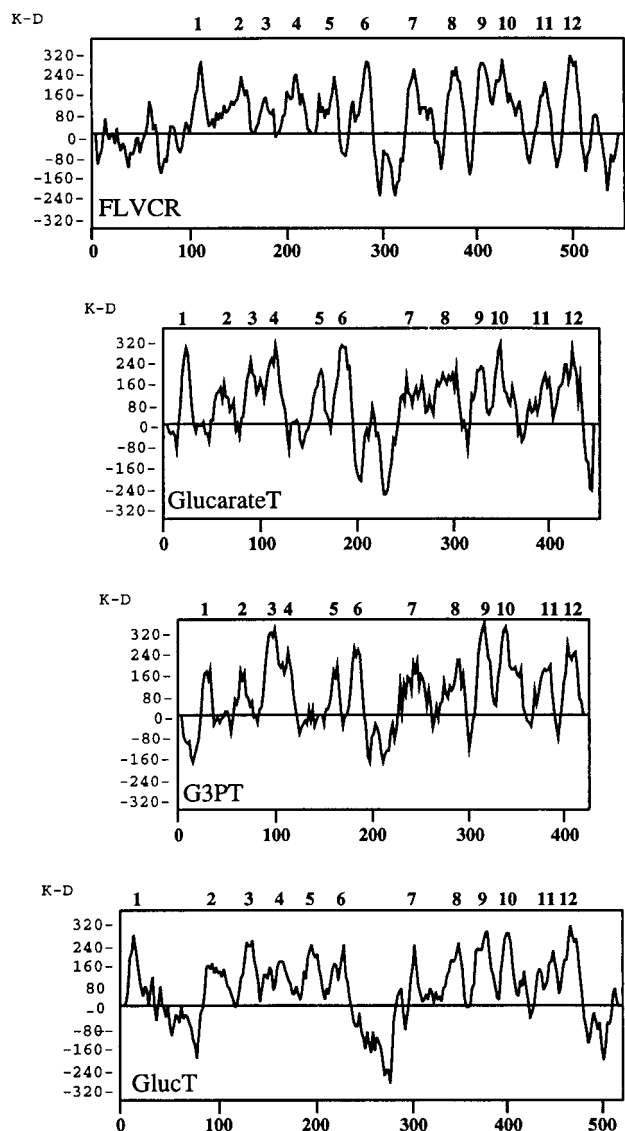 K-D
1 2 3 4 5 6 7 8 9 10 11 12
320-
240-
160-
80-
0-
-80-
-160-
-240-
-320-
FLVCR
0 100 200 300 400 500
K-D
1 2 3 4 5 6 7 8 9 10 11 12
320-
240-
160-
80-
0-
-80-
-160-
-240-
-320-
GlucarateT
0 100 200 300 400
K-D
1 2 3 4 5 6 7 8 9 10 11 12
320-
240-
160-
80-
0-
-80-
-160-
-240-
-320-
G3PT
0 100 200 300 400
K-D
1 2 3 4 5 6 7 8 9 10 11 12
320-
240-
160-
80
-0
-80-
-160-
-240-
-320-
GlucT
0 100 200 300 400 500